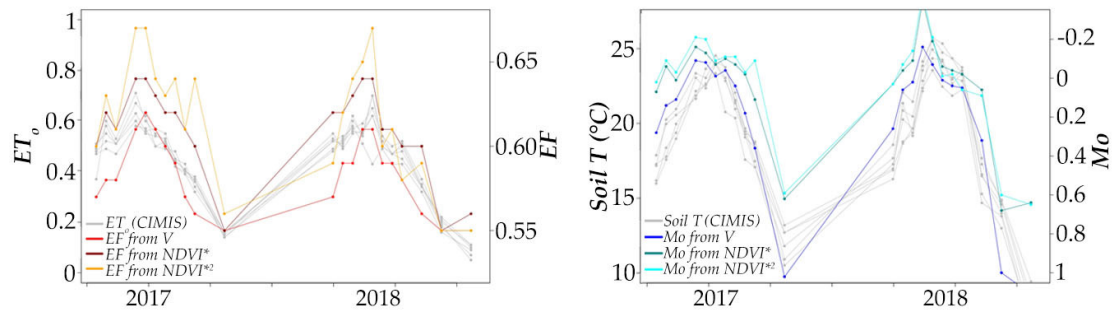 1
0.8
0.6
0.4
0.2
0
ETo
0.65
0.60
0.55
EF
ETo (CIMIS)
EF from V
EF from NDVI*
EF from NDVI*²
2017 2018
25
20
15
10
Soil T (°C)
-0.2
0
0.2
0.4
0.6
0.8
1
Mo
Soil T (CIMIS)
Mo from V
Mo from NDVI*
Mo from NDVI*²
2017 2018